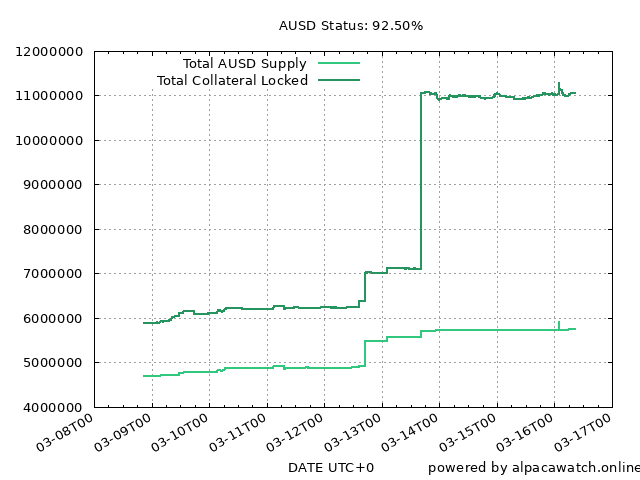 AUSD Status: 92.50%
12000000
11000000
10000000
9000000
8000000
7000000
6000000
5000000
4000000
Total AUSD Supply
Total Collateral Locked
03-08T00
03-09T00
03-10T00
03-11T00
03-12T00
03-13T00
03-14T00
03-15T00
03-16T00
03-17T00
DATE UTC+0
powered by alpacawatch.online